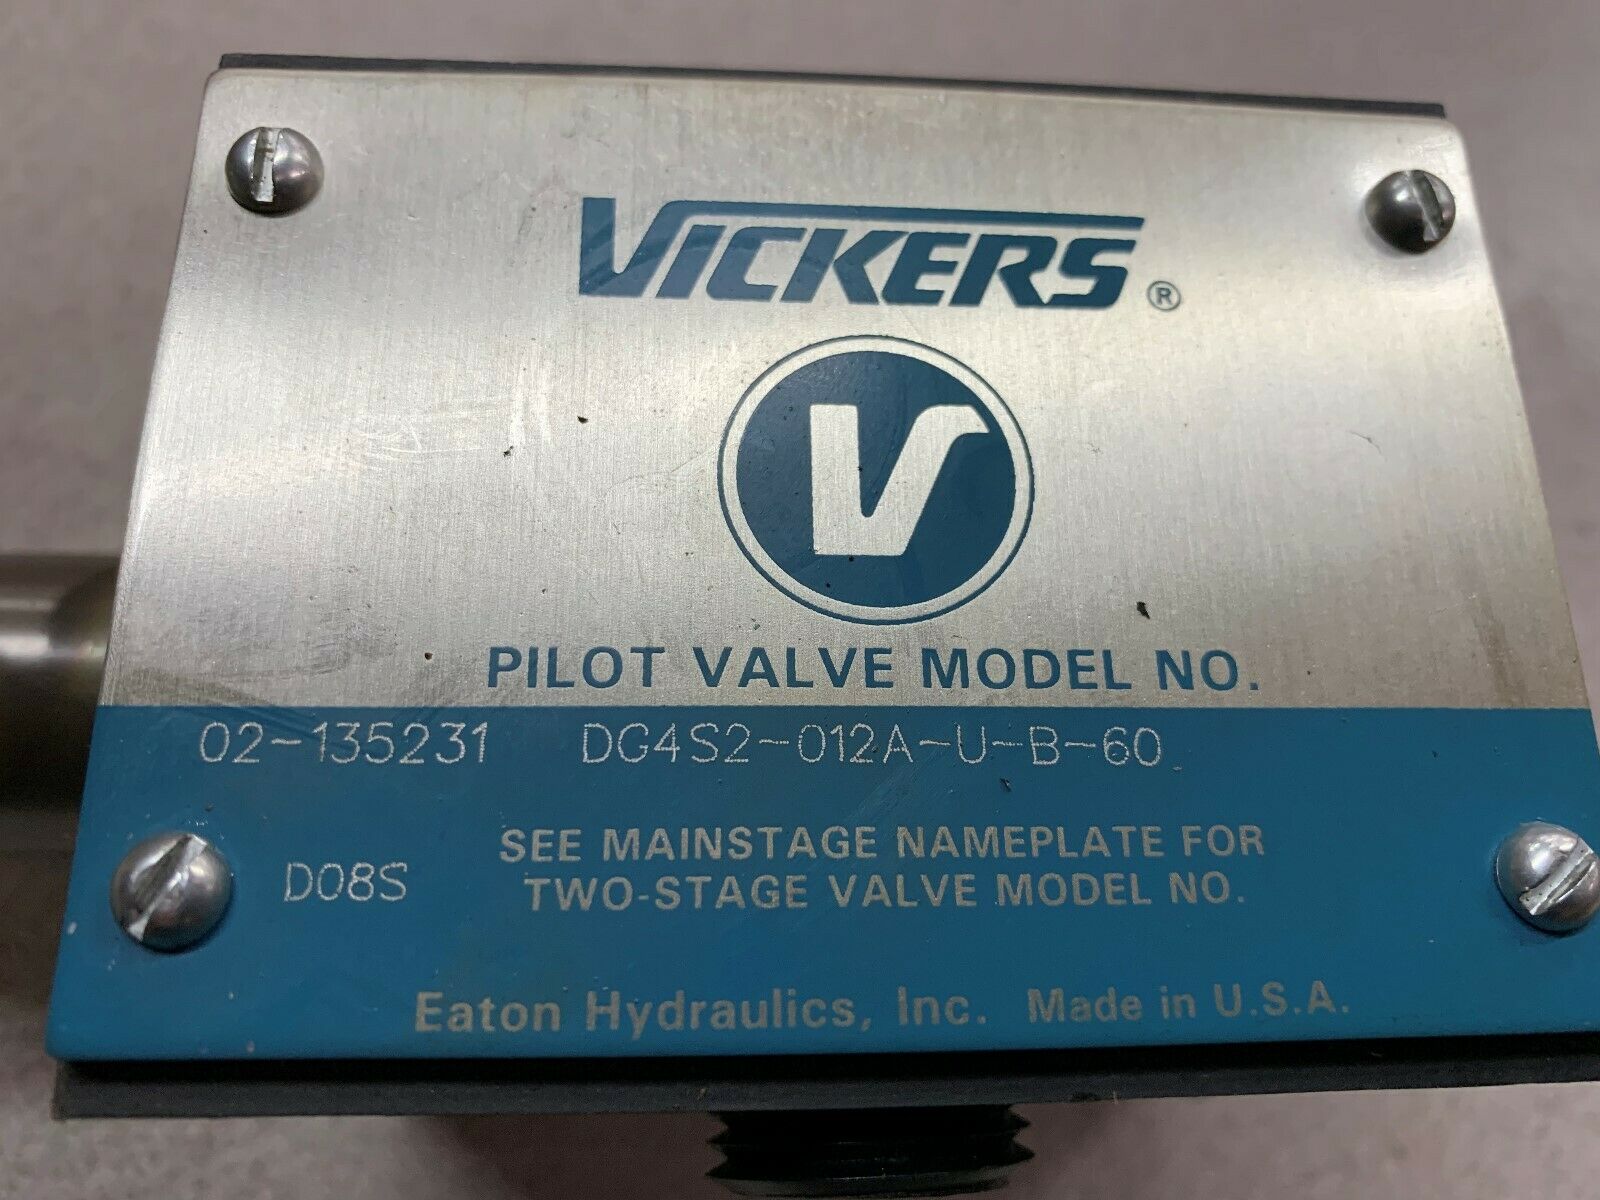 VICKERS ®
V
PILOT VALVE MODEL NO.
02-135231 DG4S2-012A-U-B-60
D08S
SEE MAINSTAGE NAMEPLATE FOR
TWO-STAGE VALVE MODEL NO.
Eaton Hydraulics, Inc. Made in U.S.A.